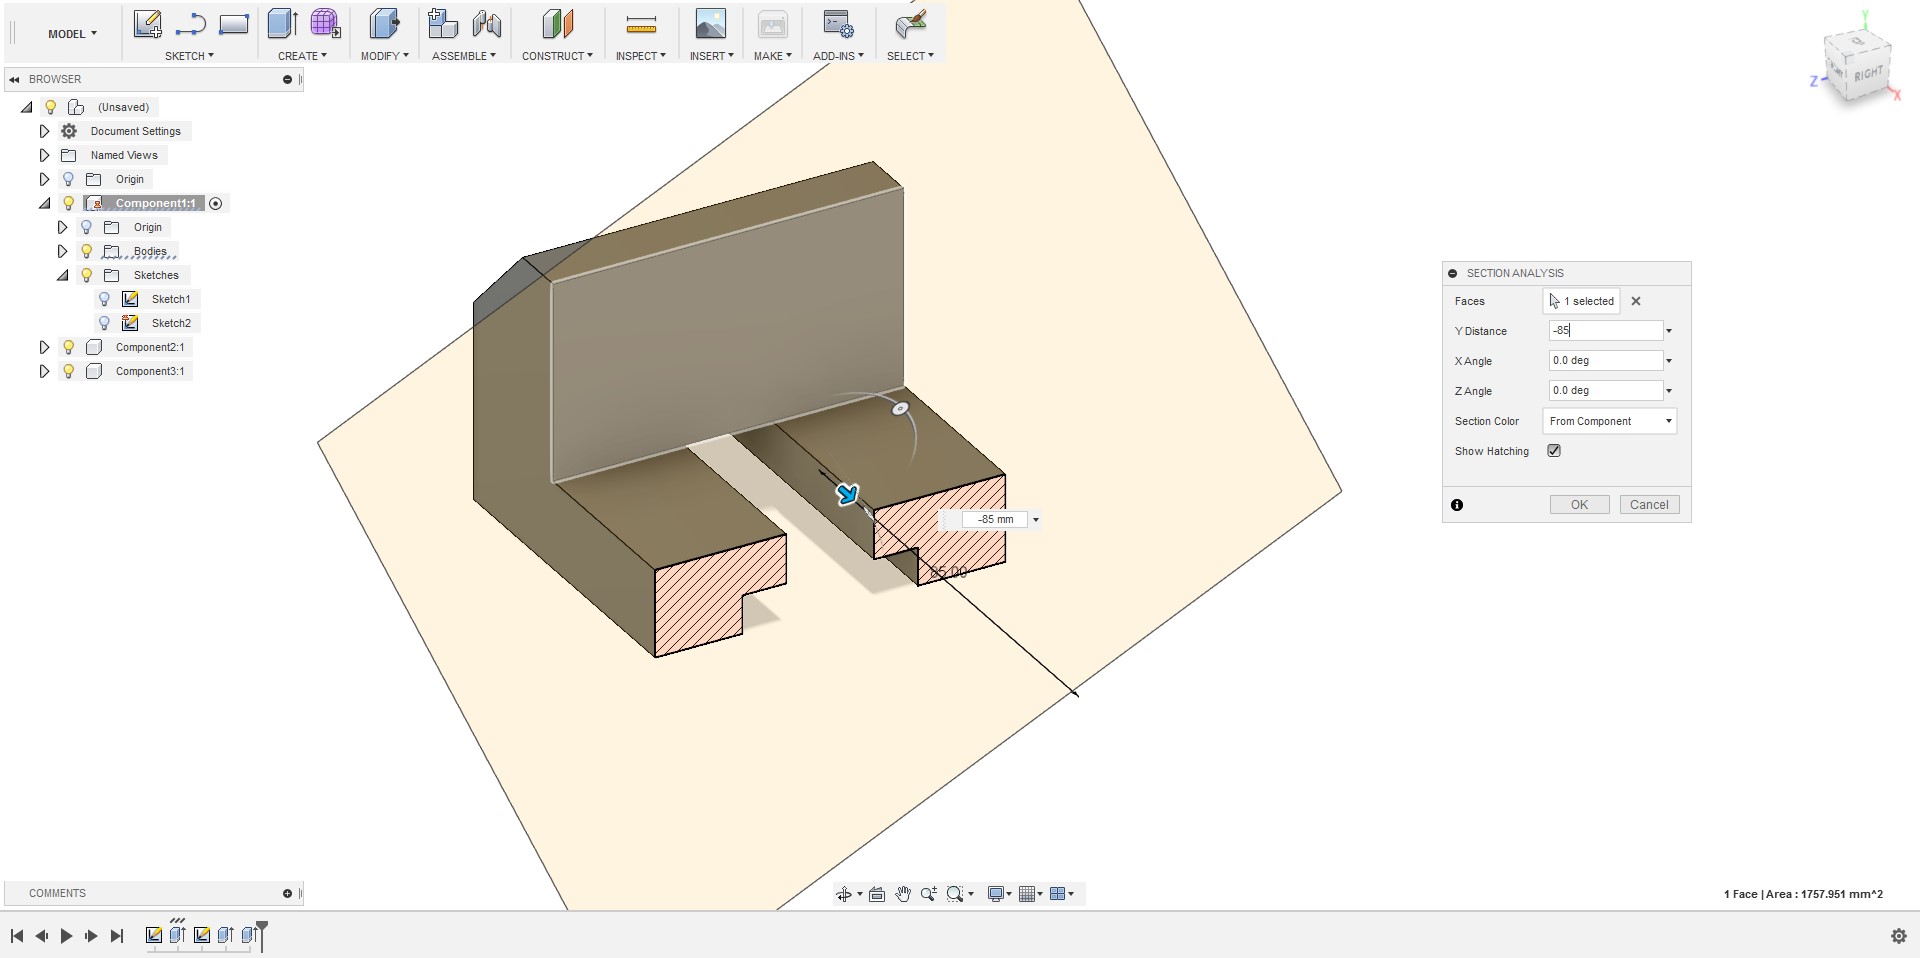 MODEL
SKETCH
CREATE
MODIFY
ASSEMBLE
CONSTRUCT
INSPECT
INSERT
MAKE
ADD-INS
SELECT
BROWSER
(Unsaved)
Document Settings
Named Views
Origin
Component1:1
Origin
Bodies
Sketches
Sketch1
Sketch2
Component2:1
Component3:1
Y
RIGHT
Z
X
SECTION ANALYSIS
Faces 1 selected
Y Distance -85
X Angle 0.0 deg
Z Angle 0.0 deg
Section Color From Component
Show Hatching
OK Cancel
-85 mm
85.00
COMMENTS
1 Face | Area : 1757.951 mm^2